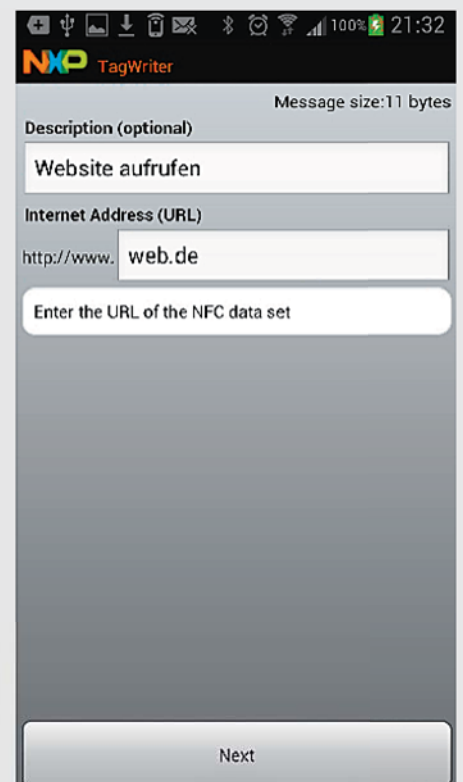 100% 21:32
NXP TagWriter
Message size:11 bytes
Description (optional)
Website aufrufen
Internet Address (URL)
http://www. web.de
Enter the URL of the NFC data set
Next